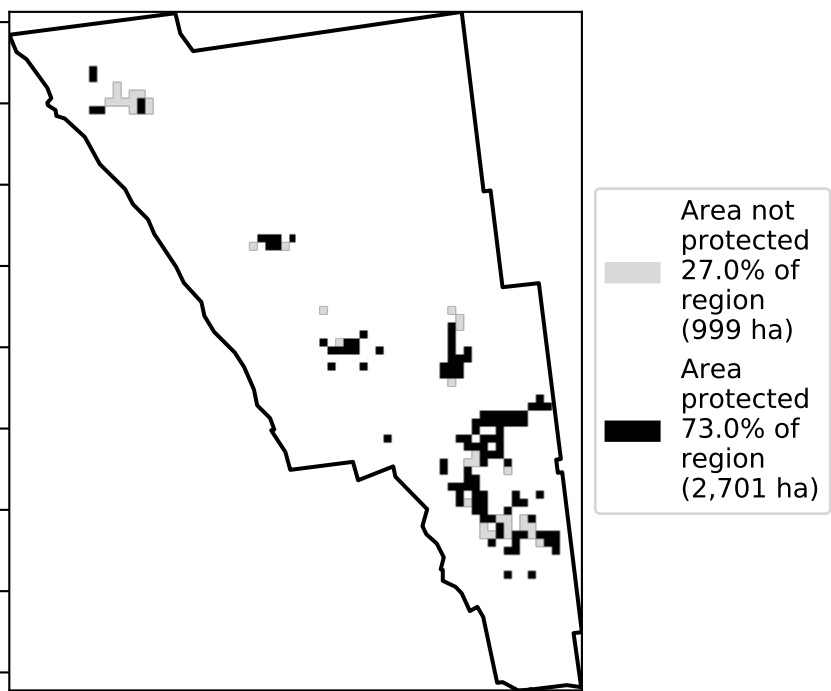 Area not
protected
27.0% of
region
(999 ha)
Area
protected
73.0% of
region
(2,701 ha)